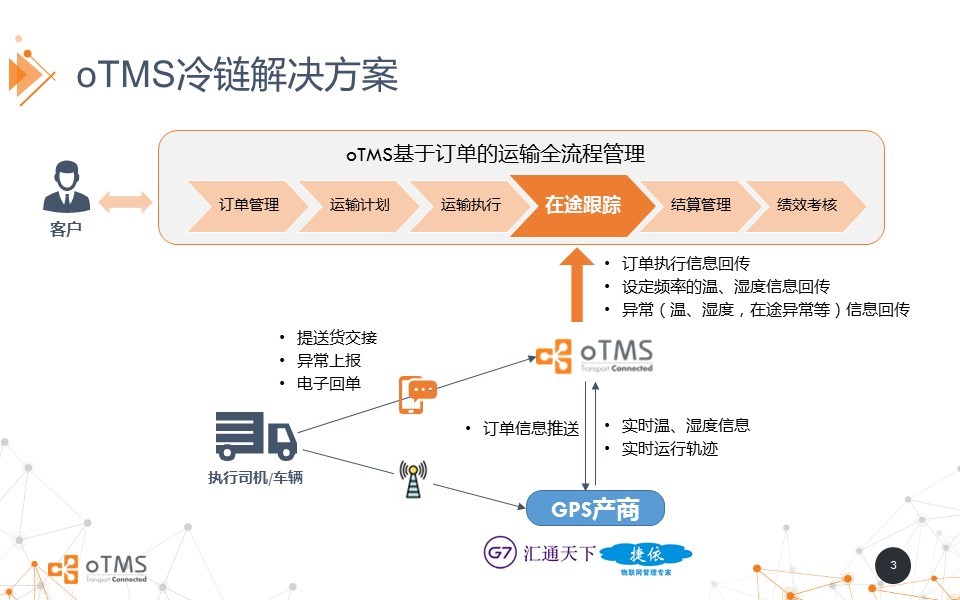 oTMS冷链解决方案
oTMS基于订单的运输全流程管理
订单管理
运输计划
运输执行
在途跟踪
结算管理
绩效考核
客户
• 订单执行信息回传
• 设定频率的温、湿度信息回传
• 异常（温、湿度，在途异常等）信息回传
• 提送货交接
• 异常上报
• 电子回单
oTMS
Transport Connected
• 订单信息推送
• 实时温、湿度信息
• 实时运行轨迹
执行司机/车辆
GPS产商
G7 汇通天下
捷依
物联网管理专家
oTMS
Transport Connected
3